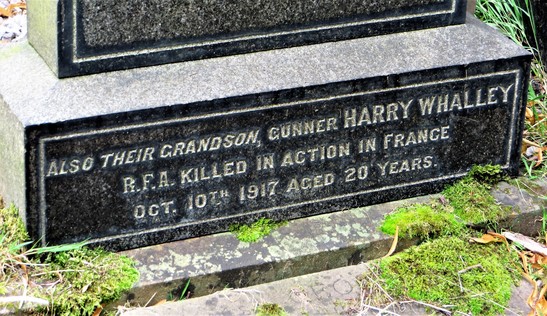 ALSO THEIR GRANDSON, GUNNER HARRY WHALLEY
R.F.A. KILLED IN ACTION IN FRANCE
OCT. 10TH 1917 AGED 20 YEARS.